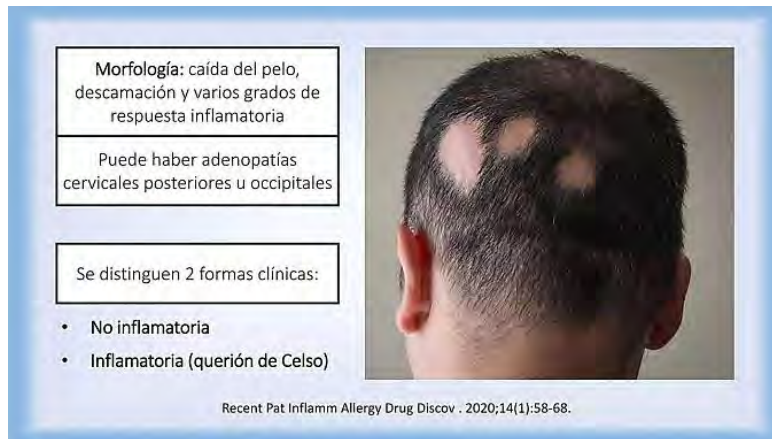 Morfología: caída del pelo,
descamación y varios grados de
respuesta inflamatoria
Puede haber adenopatías
cervicales posteriores u occipitales
Se distinguen 2 formas clínicas:
• No inflamatoria
• Inflamatoria (querión de Celso)
Recent Pat Inflamm Allergy Drug Discov . 2020;14(1):58-68.